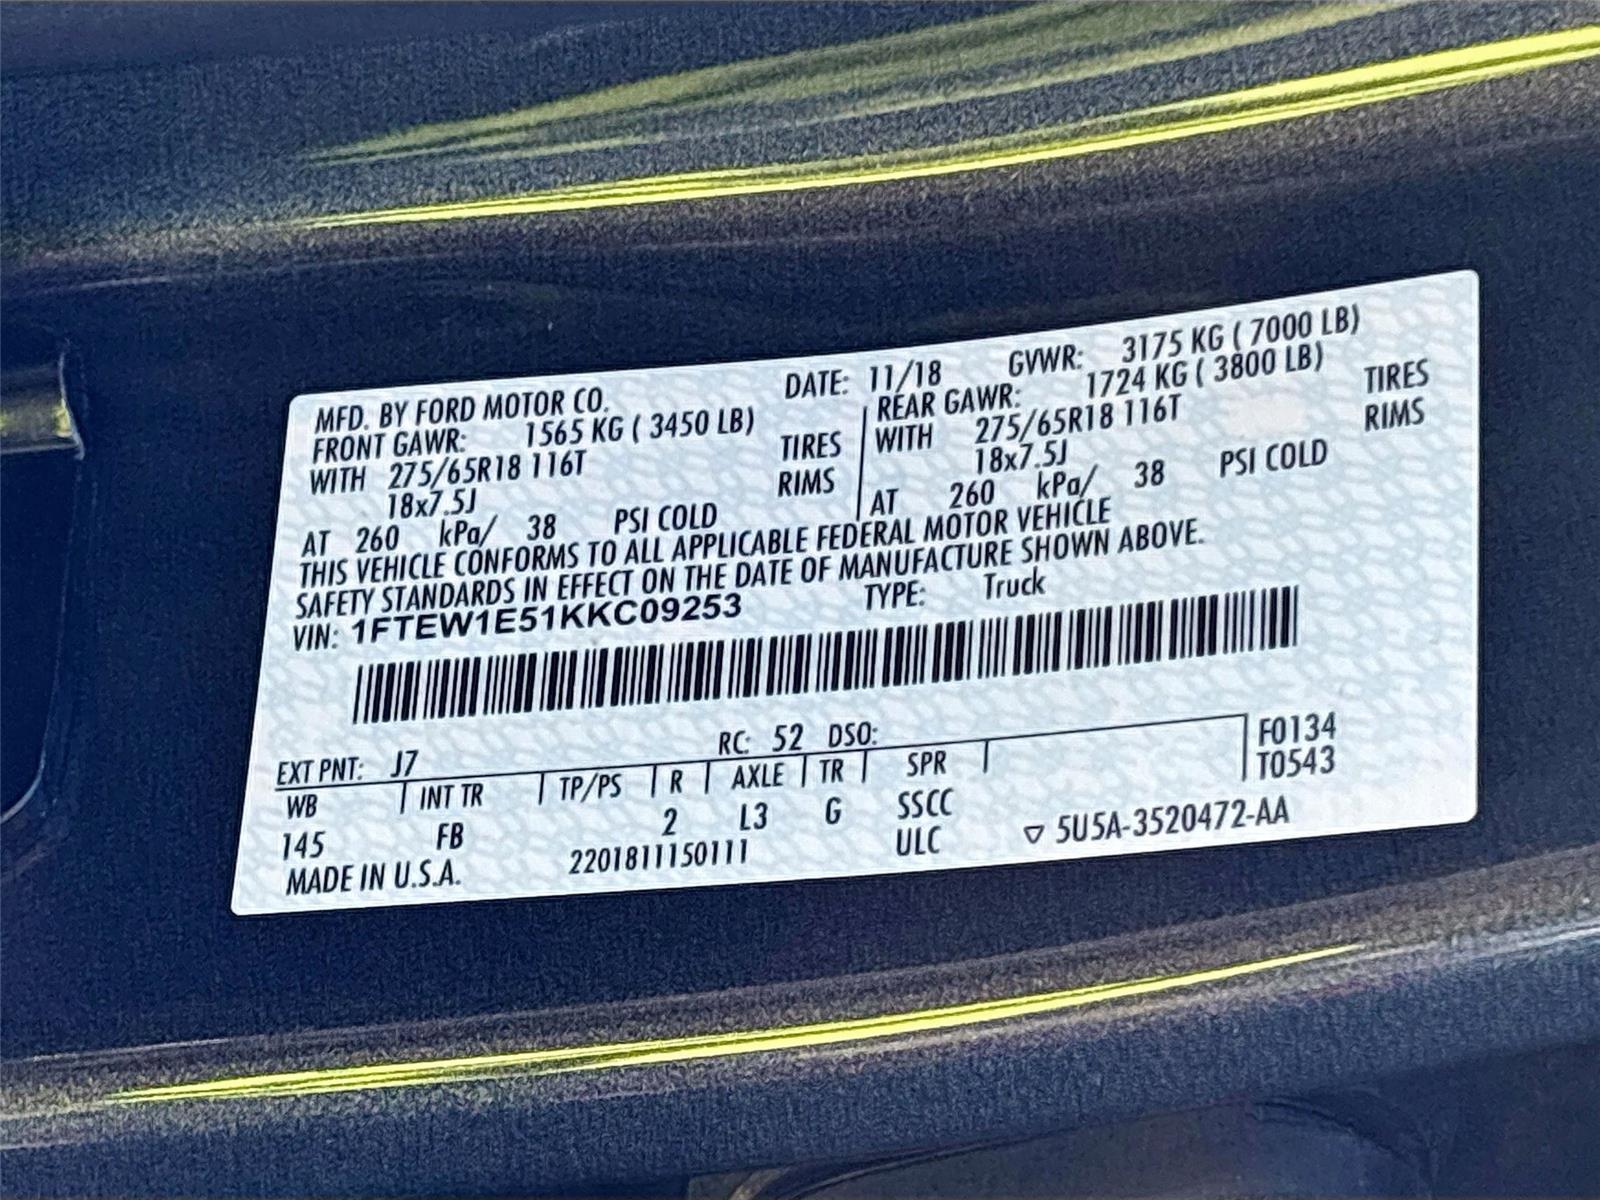 MFD. BY FORD MOTOR CO. DATE: 11/18 GVWR: 3175 KG ( 7000 LB)
FRONT GAWR: 1565 KG ( 3450 LB) REAR GAWR: 1724 KG ( 3800 LB)
WITH 275/65R18 116T TIRES WITH 275/65R18 116T TIRES
18x7.5J RIMS 18x7.5J RIMS
AT 260 kPa/ 38 PSI COLD AT 260 kPa/ 38 PSI COLD
THIS VEHICLE CONFORMS TO ALL APPLICABLE FEDERAL MOTOR VEHICLE
SAFETY STANDARDS IN EFFECT ON THE DATE OF MANUFACTURE SHOWN ABOVE.
VIN: 1FTEW1E51KKC09253 TYPE: Truck
EXT PNT: J7 RC: 52 DSO: F0134
WB INT TR TP/PS R AXLE TR SPR T0543
145 FB 2 L3 G SSCC
MADE IN U.S.A. 2201811150111 ULC ▽ 5U5A-3520472-AA